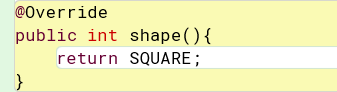 @Override
public int shape(){
    return SQUARE;
}